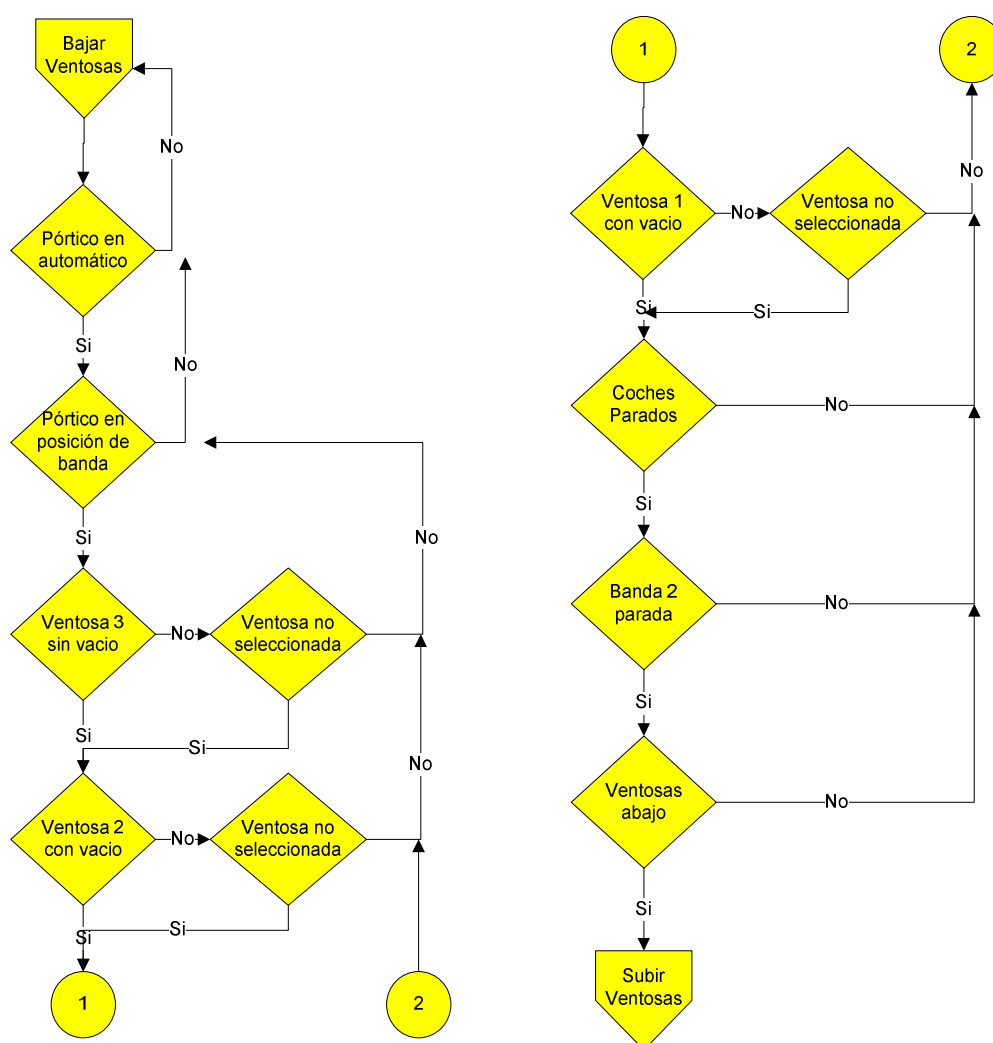 Bajar
Ventosas
No
Pórtico en
automático
Si
No
Pórtico en
posición de
banda
Si
No
Ventosa 3
sin vacio
No
Ventosa no
seleccionada
Si
Si
No
Ventosa 2
con vacio
No
Ventosa no
seleccionada
Si
Si
1
2
1
2
No
Ventosa 1
con vacio
No
Ventosa no
seleccionada
Si
Si
Coches
Parados
No
Si
Banda 2
parada
No
Si
Ventosas
abajo
No
Si
Subir
Ventosas